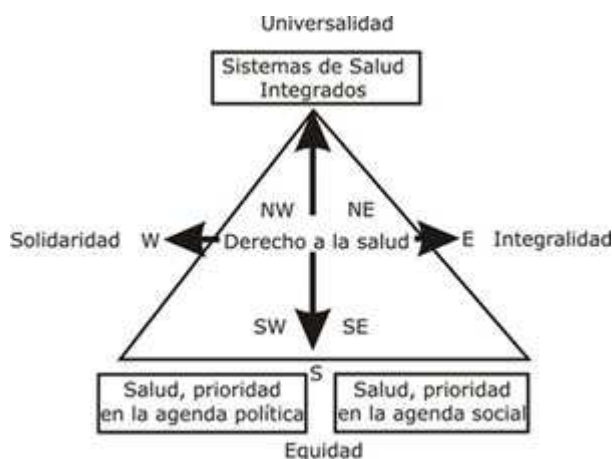 Universalidad
Sistemas de Salud
Integrados
NW NE
Solidaridad W Derecho a la salud E Integralidad
SW SE
S
Salud, prioridad
en la agenda política
Salud, prioridad
en la agenda social
Equidad